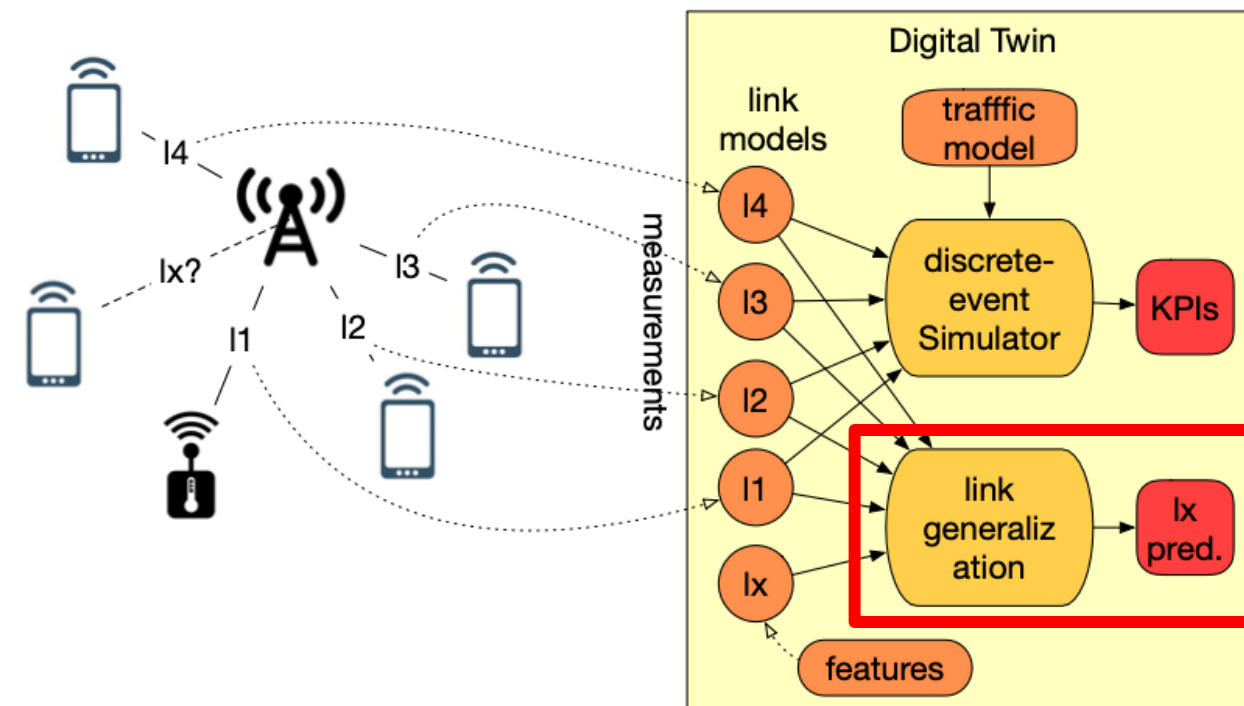 l4
lx?
l3
l1
l2
measurements
Digital Twin
link
models
trafffic
model
l4
l3
l2
l1
lx
discrete-
event
Simulator
KPIs
link
generaliz
ation
lx
pred.
features